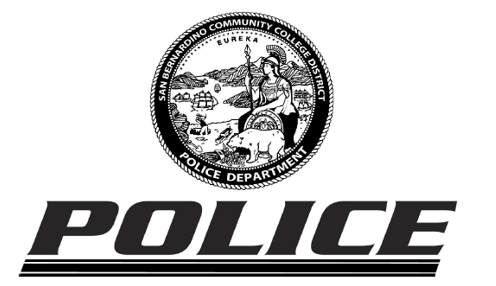 SAN BERNARDINO COMMUNITY COLLEGE DISTRICT
EUREKA
POLICE DEPARTMENT
POLICE